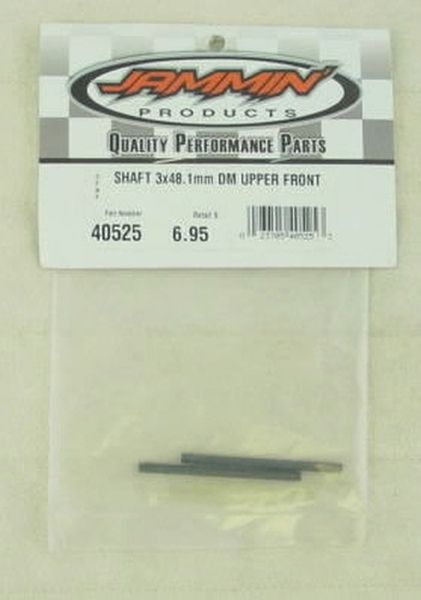 JAMMIN'
PRODUCTS
QUALITY PERFORMANCE PARTS
SHAFT 3x48.1mm DM UPPER FRONT
Part Number
Retail $
40525
6.95